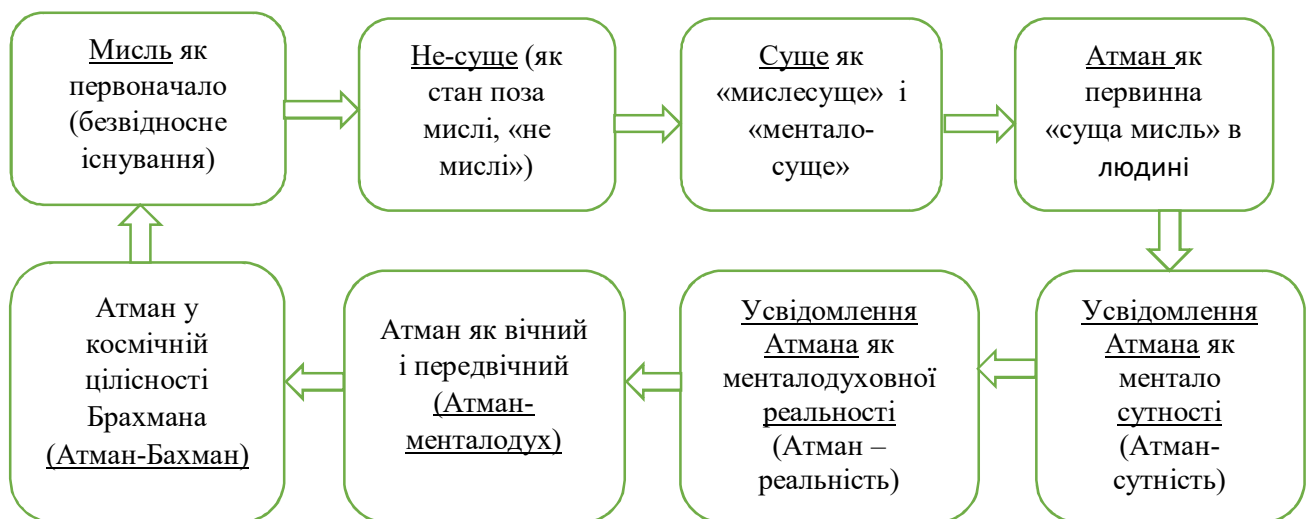 Мисль як
первоначало
(безвідносне
існування)
Не-суще (як
стан поза
мислі, «не
мислі»)
Суще як
«мислесуще» і
«ментало-
суще»
Атман як
первинна
«суща мисль» в
людині
Усвідомлення
Атмана як
ментало
сутності
(Атман-
сутність)
Усвідомлення
Атмана як
менталодуховної
реальності
(Атман –
реальність)
Атман як вічний
і передвічний
(Атман-
менталодух)
Атман у
космічній
цілісності
Брахмана
(Атман-Бахман)